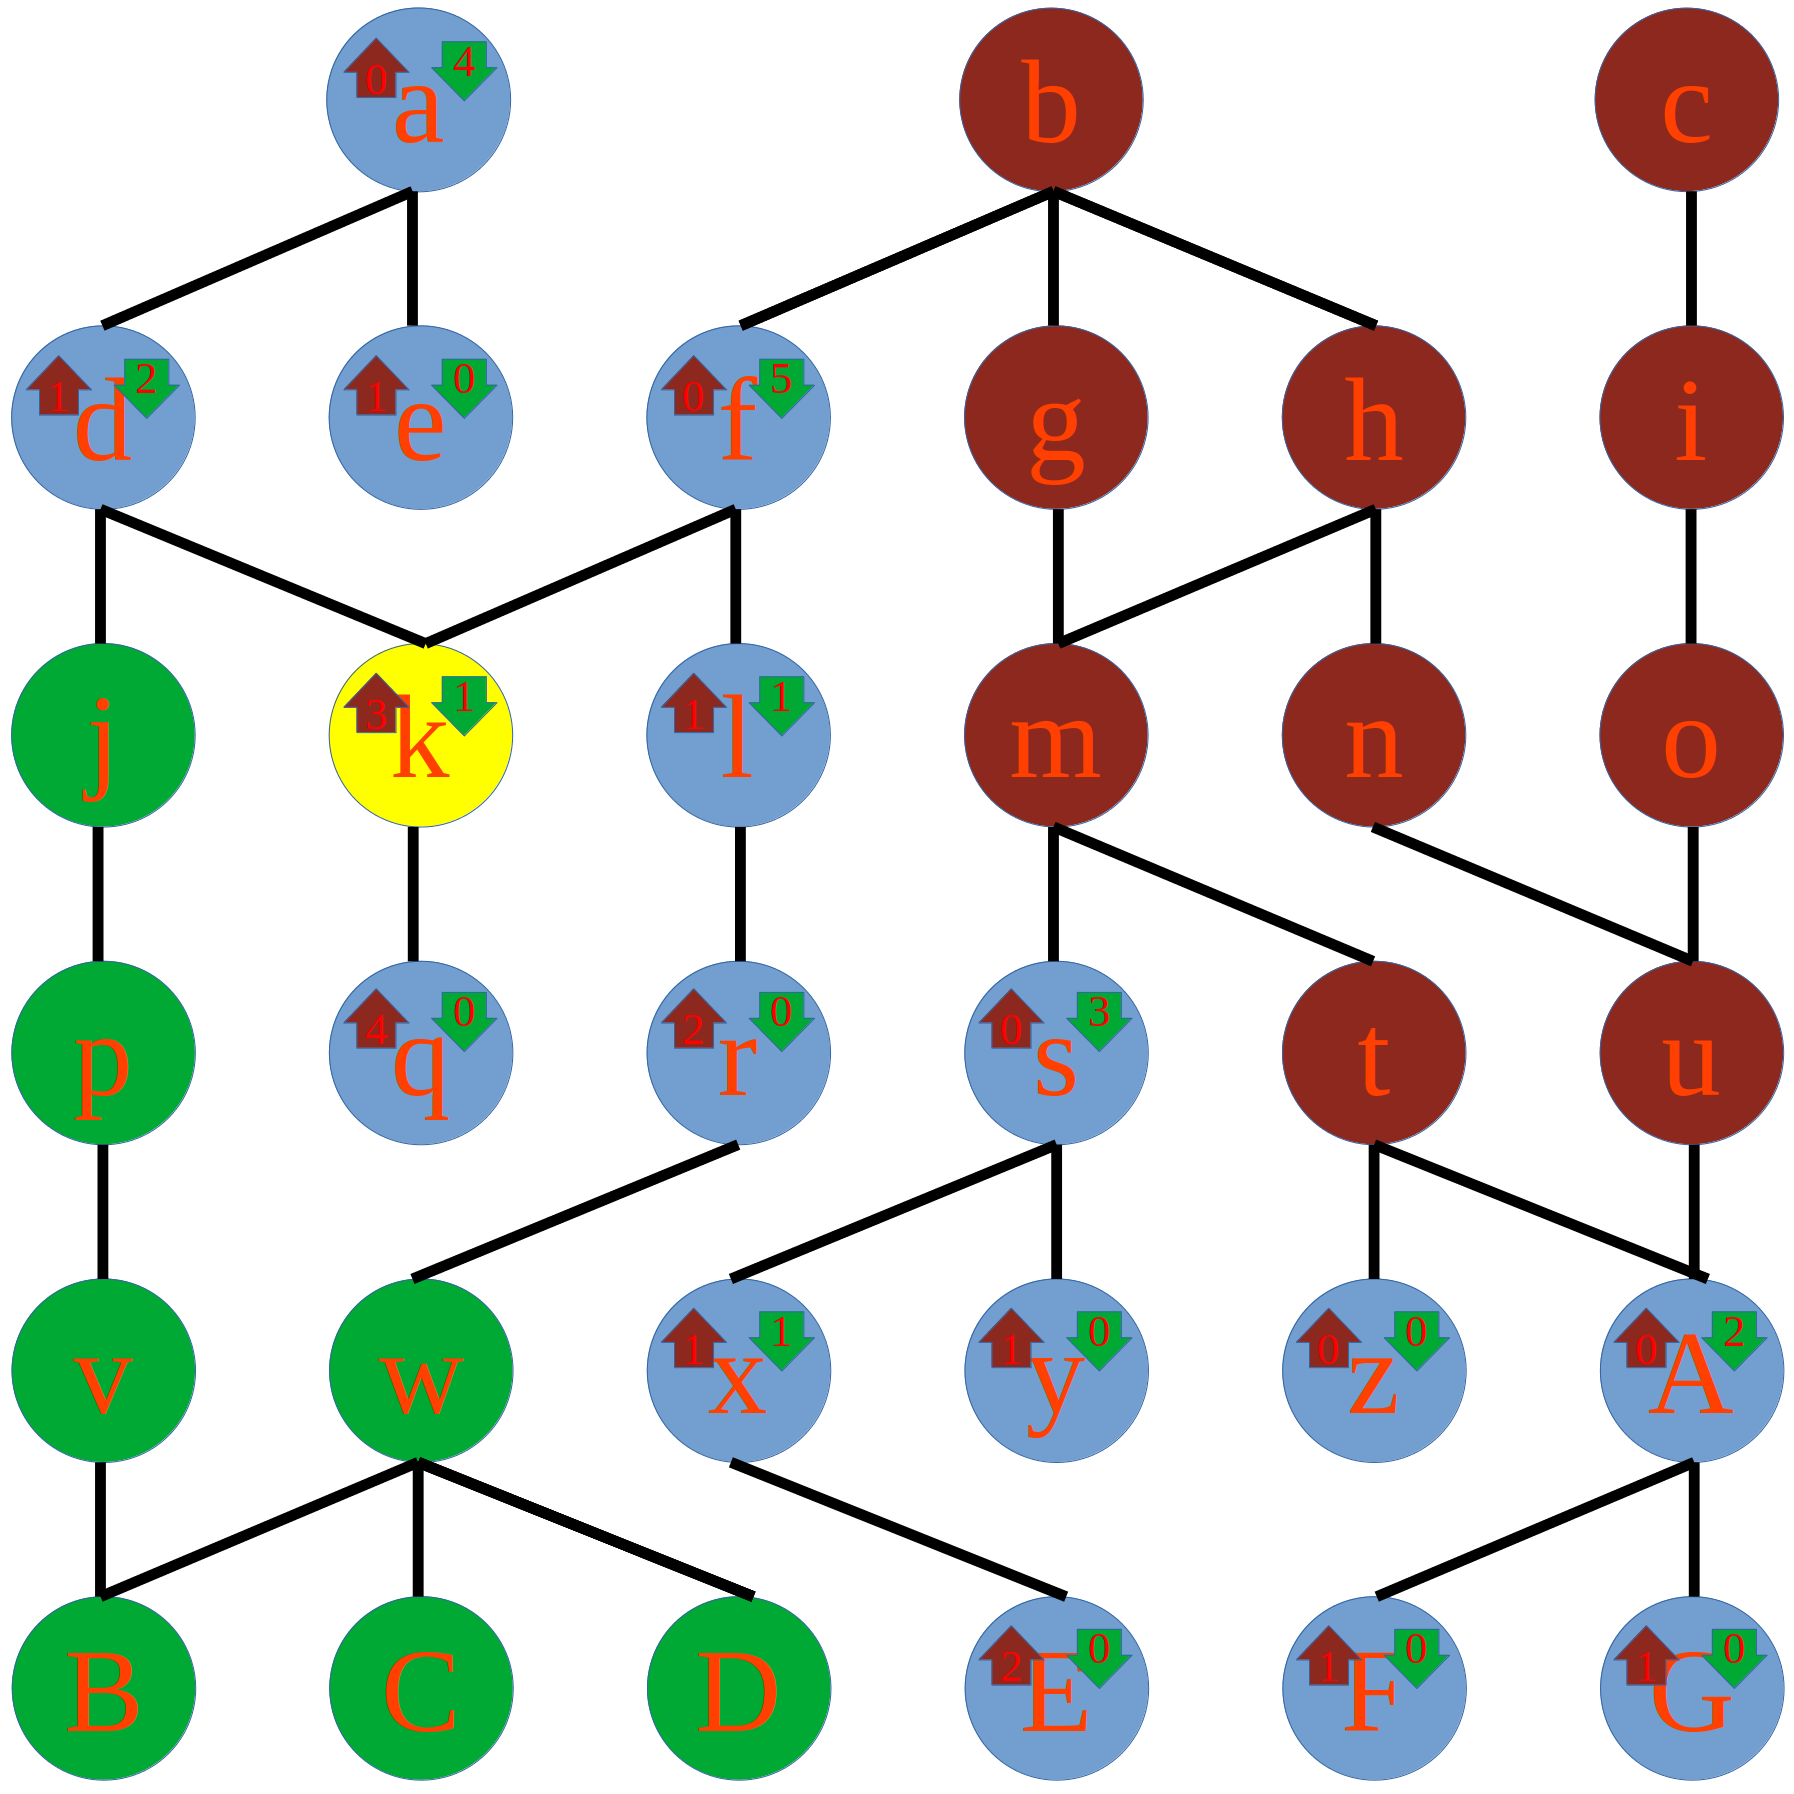 0 4 a b c
1 2 d 1 0 e 0 5 f g h i
j 3 1 k 1 1 l m n o
p 4 0 q 2 0 r 0 3 s t u
v w 1 1 x 1 0 y 0 0 z 0 2 A
B C D 2 0 E 1 0 F 1 0 G